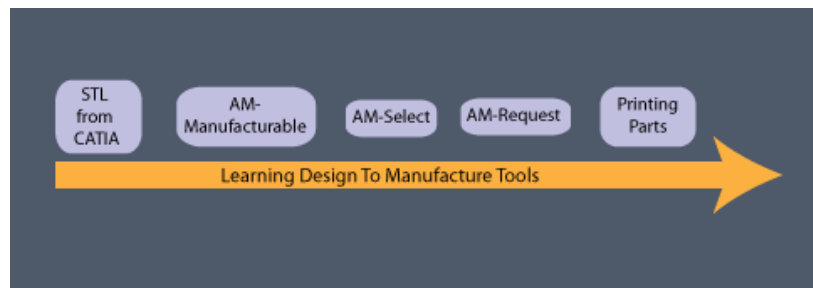 STL
from
CATIA
AM-
Manufacturable
AM-Select
AM-Request
Printing
Parts
Learning Design To Manufacture Tools